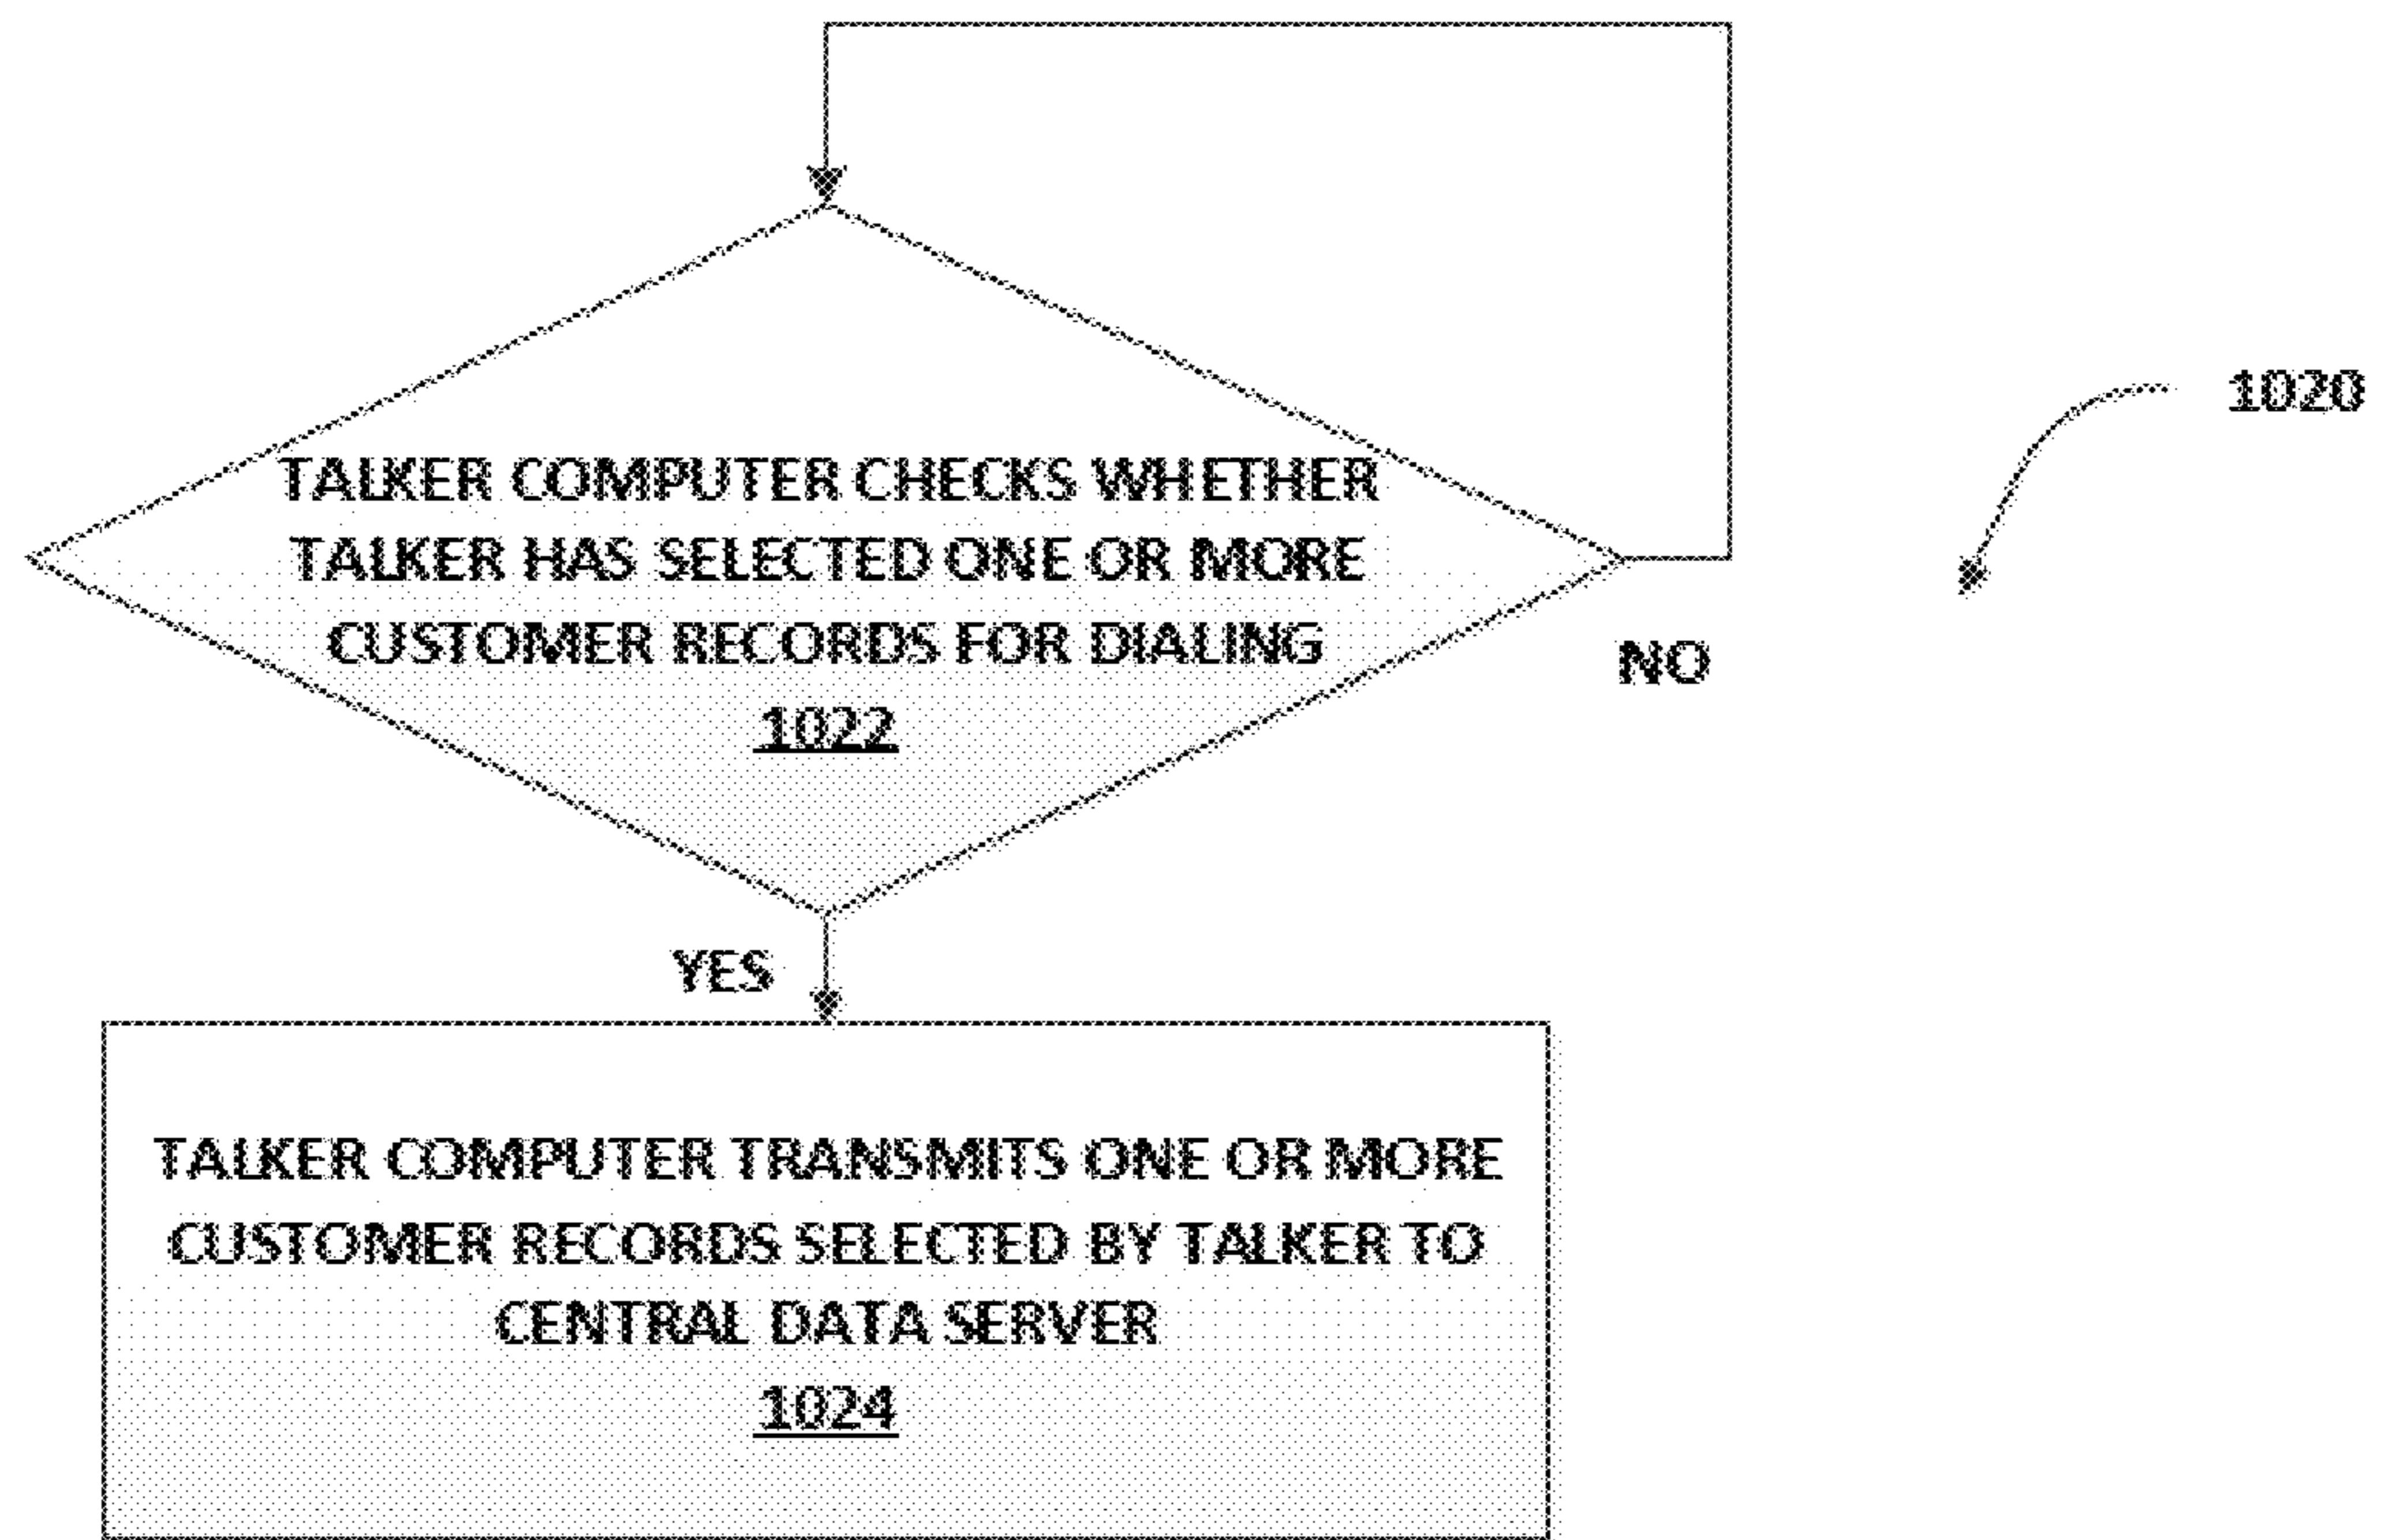 TALKER COMPUTER CHECKS WHETHER
TALKER HAS SELECTED ONE OR MORE
CUSTOMER RECORDS FOR DIALING
1022
1020
NO
YES
TALKER COMPUTER TRANSMITS ONE OR MORE
CUSTOMER RECORDS SELECTED BY TALKER TO
CENTRAL DATA SERVER
1024